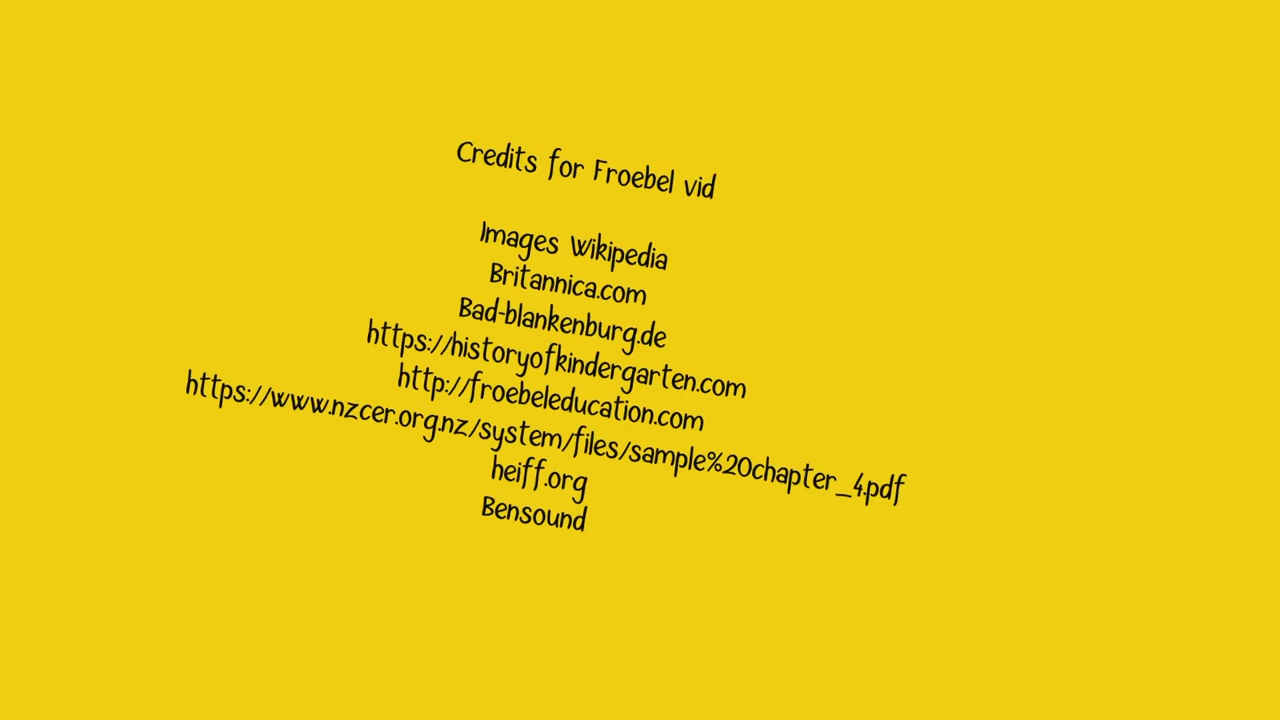 Credits for Froebel vid
Images Wikipedia
Britannica.com
Bad-blankenburg.de
https://historyofkindergarten.com
http://froebeleducation.com
https://www.nzcer.org.nz/system/files/sample%20chapter_4.pdf
heiff.org
Bensound